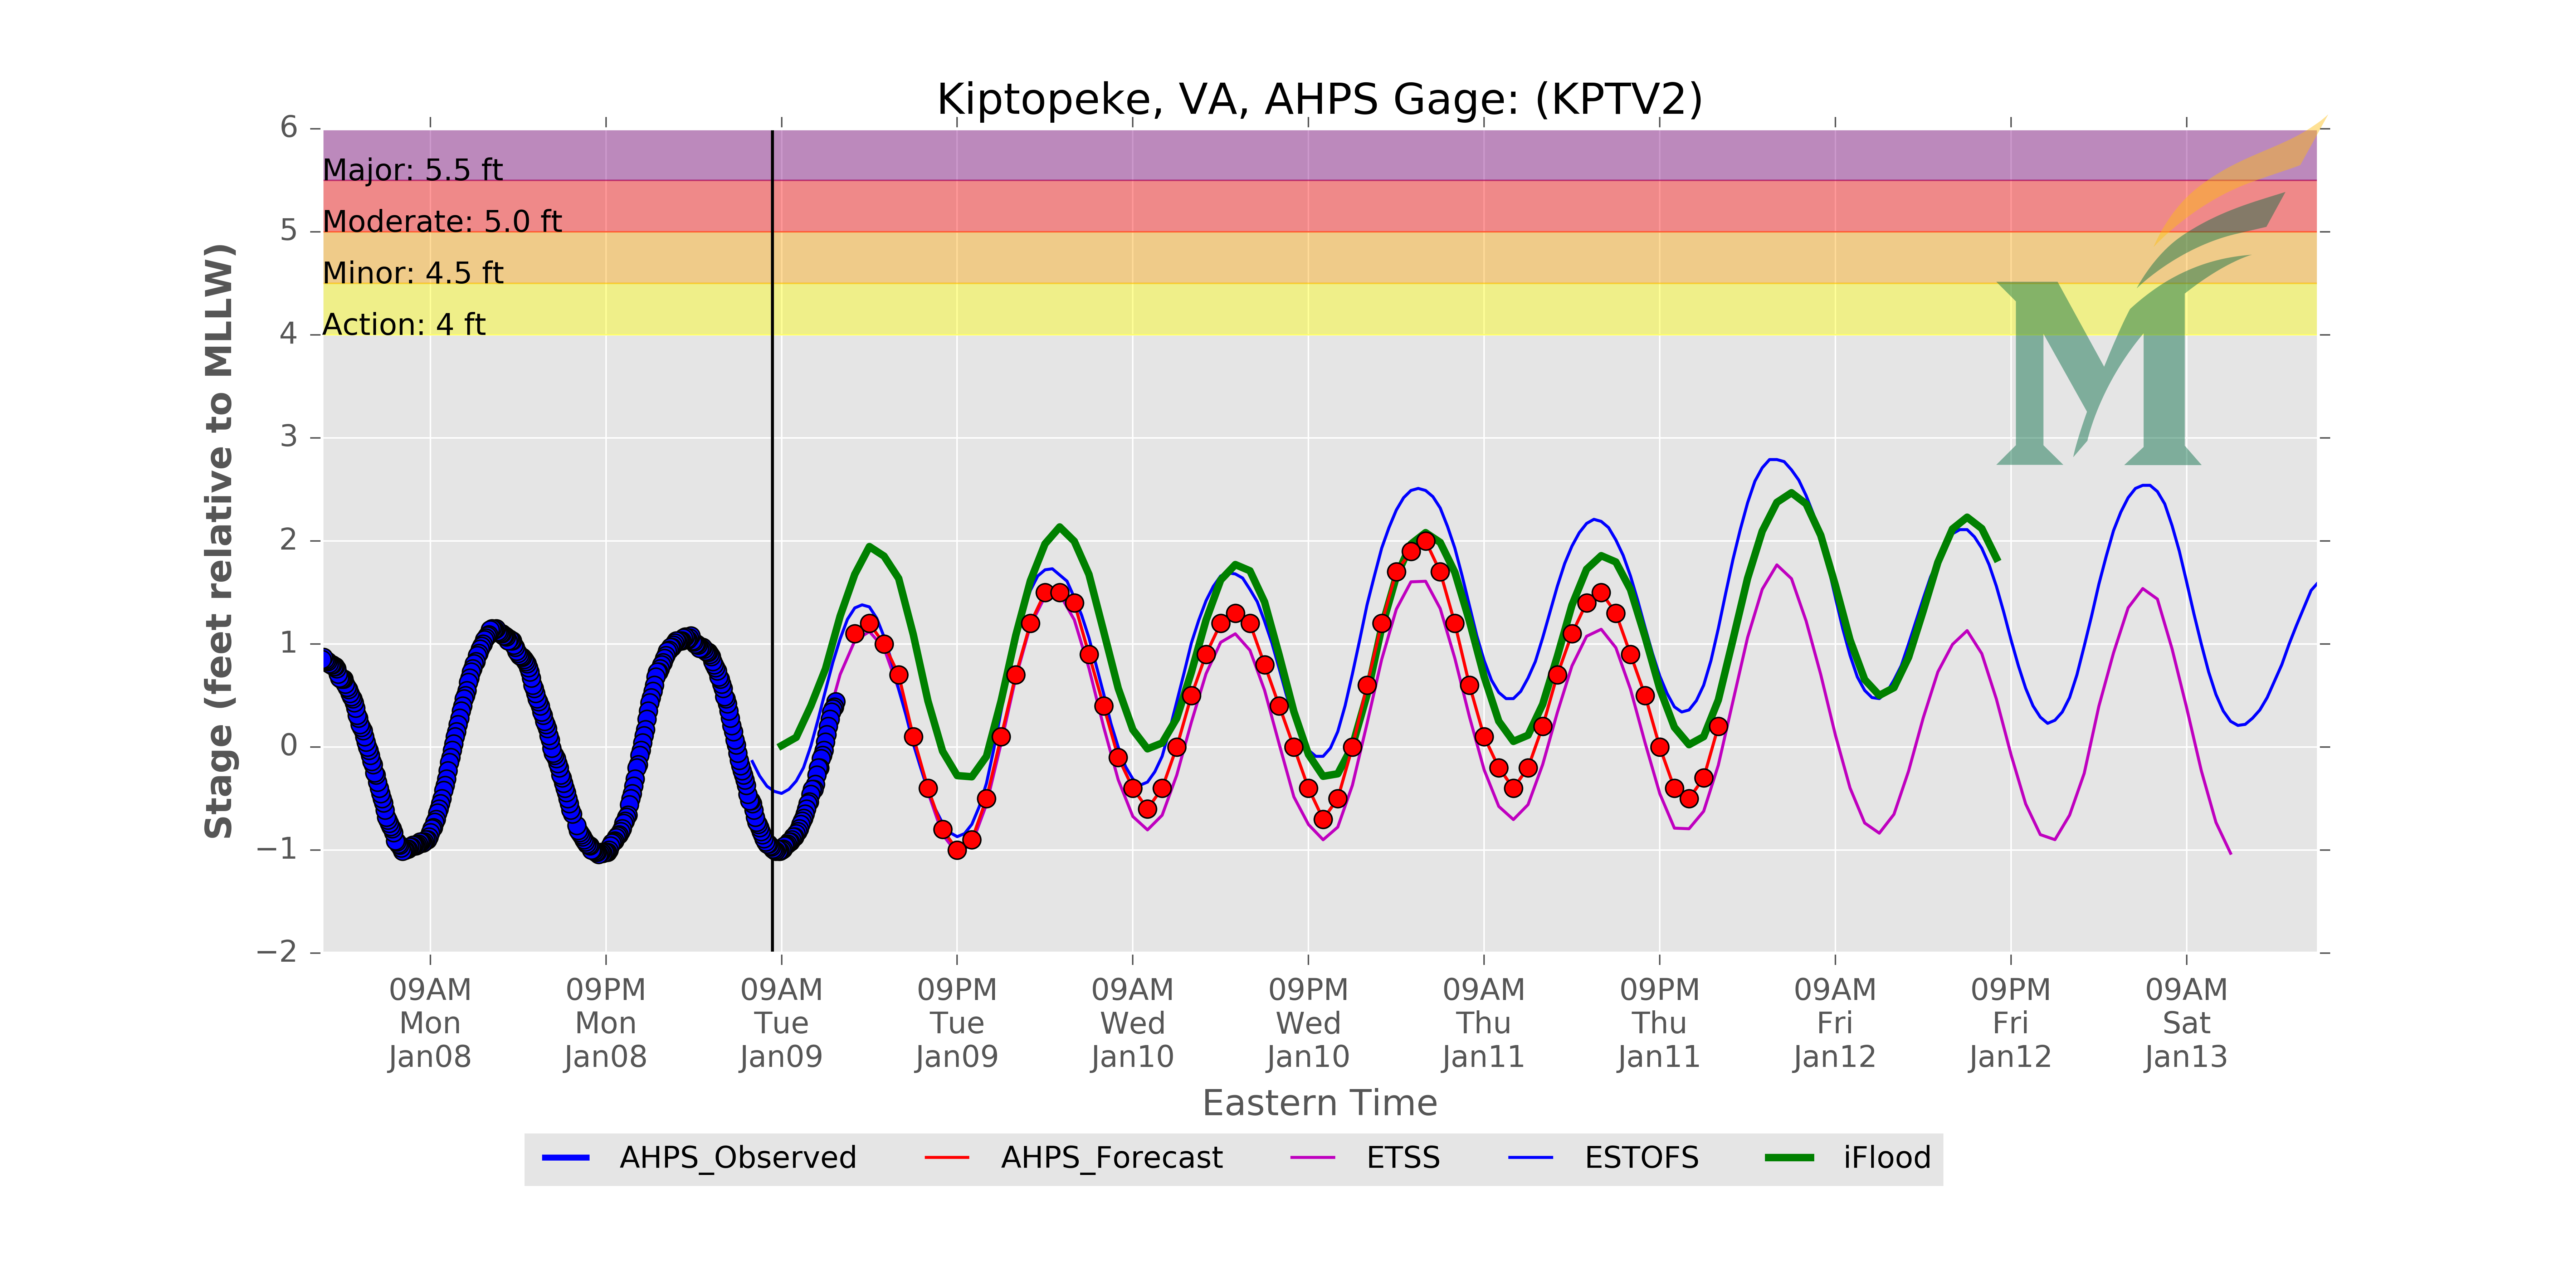 Kiptopeke, VA, AHPS Gage: (KPTV2)
6
5
4
3
2
1
0
−1
−2
Stage (feet relative to MLLW)
Major: 5.5 ft
Moderate: 5.0 ft
Minor: 4.5 ft
Action: 4 ft
M
09AM 09PM 09AM 09PM 09AM 09PM 09AM 09PM 09AM 09PM 09AM
Mon Mon Tue Tue Wed Wed Thu Thu Fri Fri Sat
Jan08 Jan08 Jan09 Jan09 Jan10 Jan10 Jan11 Jan11 Jan12 Jan12 Jan13
Eastern Time
AHPS_Observed AHPS_Forecast ETSS ESTOFS iFlood